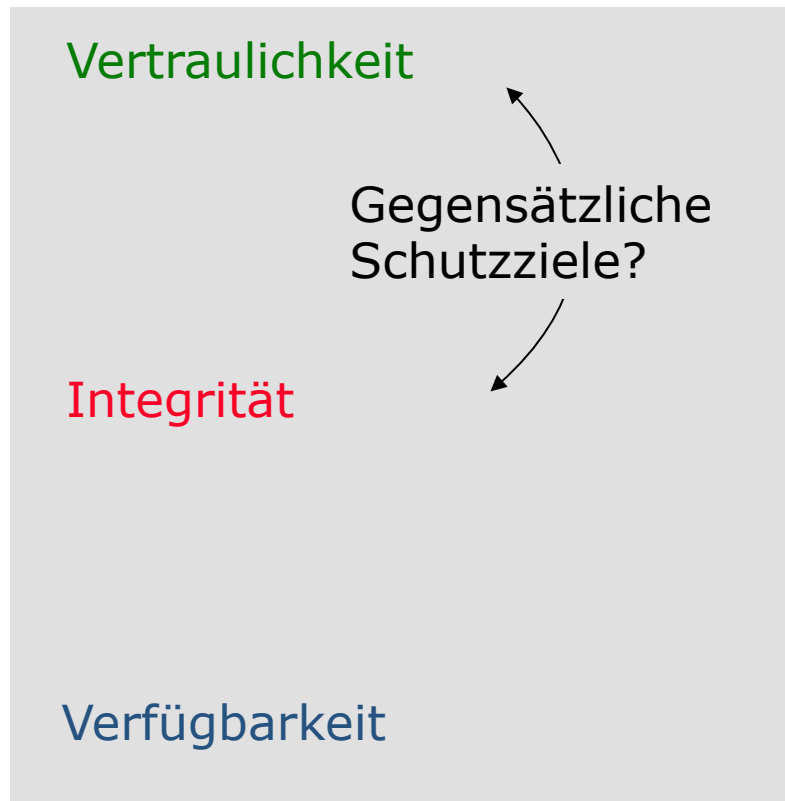 Vertraulichkeit
Gegensätzliche
Schutzziele?
Integrität
Verfügbarkeit